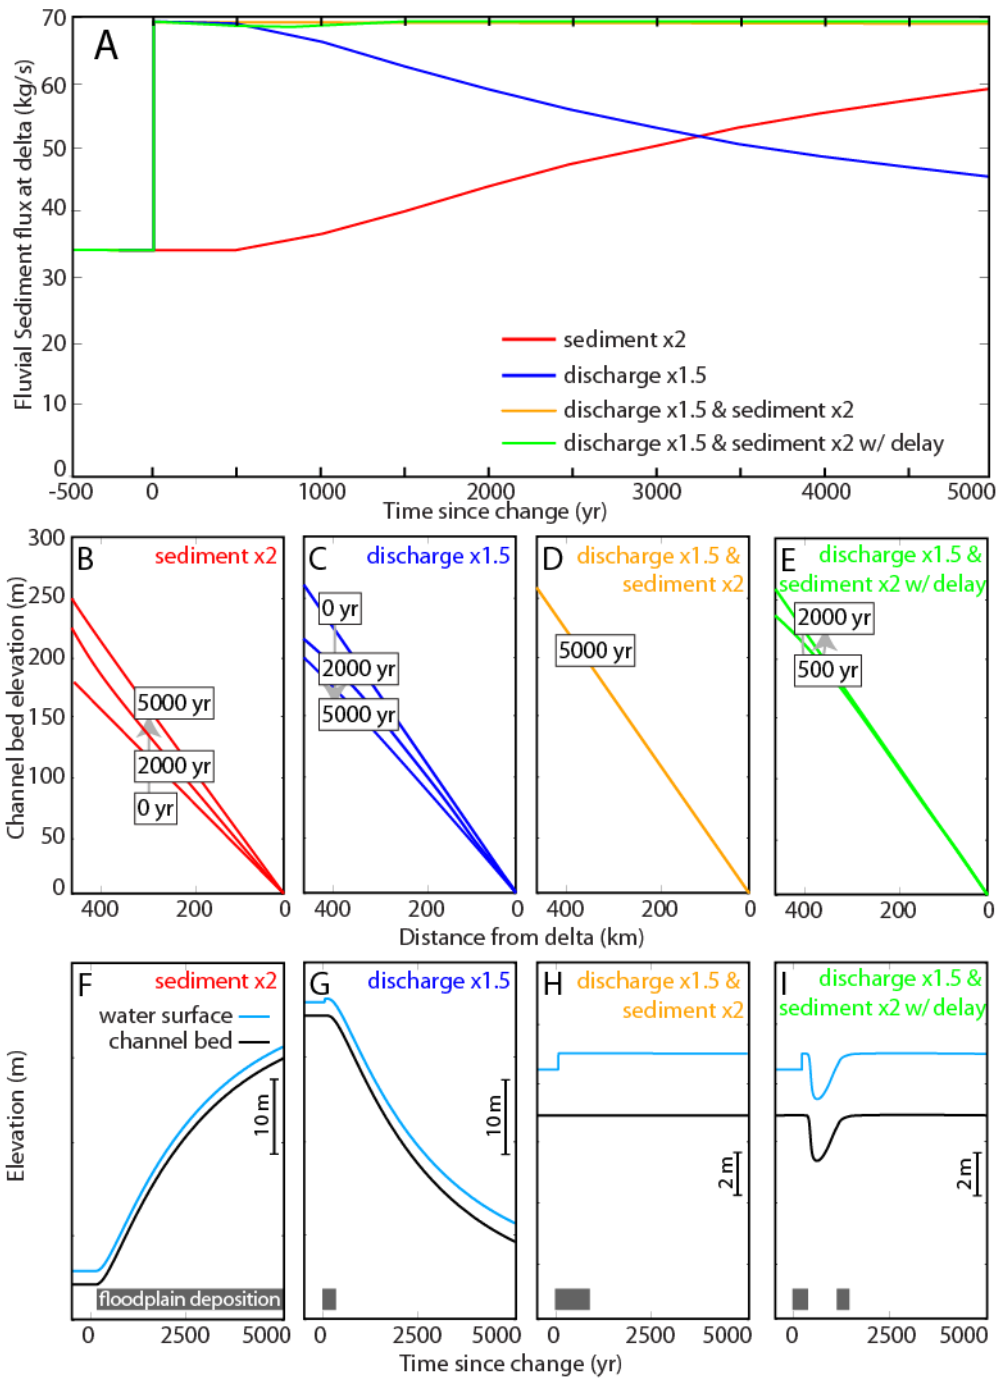 A
Fluvial Sediment flux at delta (kg/s)
70
60
50
40
30
20
10
0
sediment x2
discharge x1.5
discharge x1.5 & sediment x2
discharge x1.5 & sediment x2 w/ delay
-500 0 1000 2000 3000 4000 5000
Time since change (yr)
Channel bed elevation (m)
300
250
200
150
100
50
0
B
sediment x2
5000 yr
2000 yr
0 yr
400 200 0
C
discharge x1.5
0 yr
2000 yr
5000 yr
400 200 0
D
discharge x1.5 &
sediment x2
5000 yr
400 200 0
E
discharge x1.5 &
sediment x2 w/ delay
2000 yr
500 yr
400 200 0
Distance from delta (km)
Elevation (m)
F
sediment x2
water surface
channel bed
10 m
floodplain deposition
0 2500 5000
G
discharge x1.5
10 m
0 2500 5000
H
discharge x1.5 &
sediment x2
2 m
0 2500 5000
I
discharge x1.5 &
sediment x2 w/ delay
2 m
0 2500 5000
Time since change (yr)